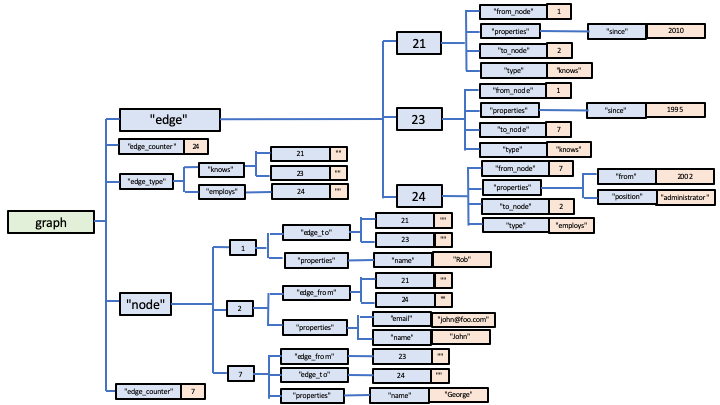 graph
"edge"
21
"from_node" 1
"properties" "since" 2010
"to_node" 2
"type" "knows"
23
"from_node" 1
"properties" "since" 1995
"to_node" 7
"type" "knows"
24
"from_node" 7
"properties" "from" 2002
"position" "administrator"
"to_node" 2
"type" "employs"
"edge_counter" 24
"edge_type"
"knows"
21 ""
23 ""
"employs" 24 ""
"node"
1
"edge_to"
21 ""
23 ""
"properties" "name" "Rob"
2
"edge_from"
21 ""
24 ""
"properties"
"email" "john@foo.com"
"name" "John"
7
"edge_from" 23 ""
"edge_to" 24 ""
"properties" "name" "George"
"edge_counter" 7